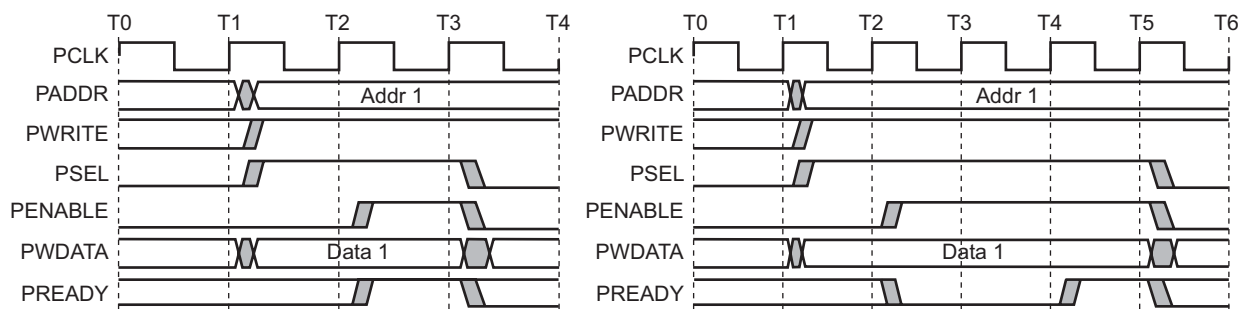 T0 T1 T2 T3 T4
PCLK
PADDR Addr 1
PWRITE
PSEL
PENABLE
PWDATA Data 1
PREADY
T0 T1 T2 T3 T4 T5 T6
PCLK
PADDR Addr 1
PWRITE
PSEL
PENABLE
PWDATA Data 1
PREADY